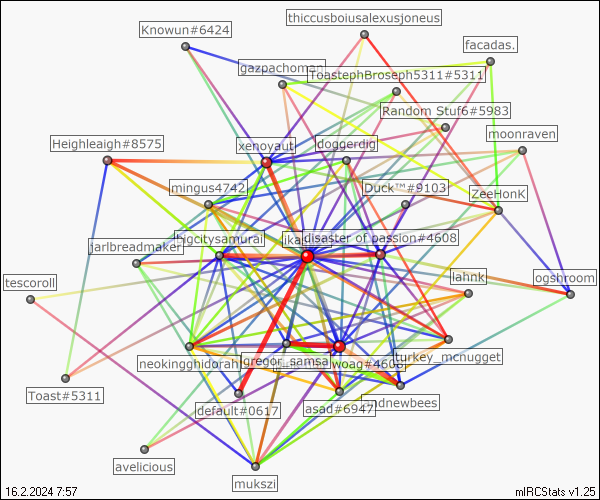 thiccusboiusalexusjoneus
Knowun#6424
facadas.
gazpachoman
ToastephBroseph5311#5311
Random Stuf6#5983
moonraven
Heighleigh#8575
xenoyaut
doggerdig
mingus4742
Duck™#9103
ZeeHonK
bigcitysamurai
disaster of passion#4608
jarlbreadmaker
tescoroll
lahnk
ogshroom
neokingghidorah
gregor_samsa
woag#4608
turkey_mcnugget
Toast#5311
default#0617
asad#6947
andnewbees
avelicious
mukszi
16.2.2024 7:57
mIRCStats v1.25